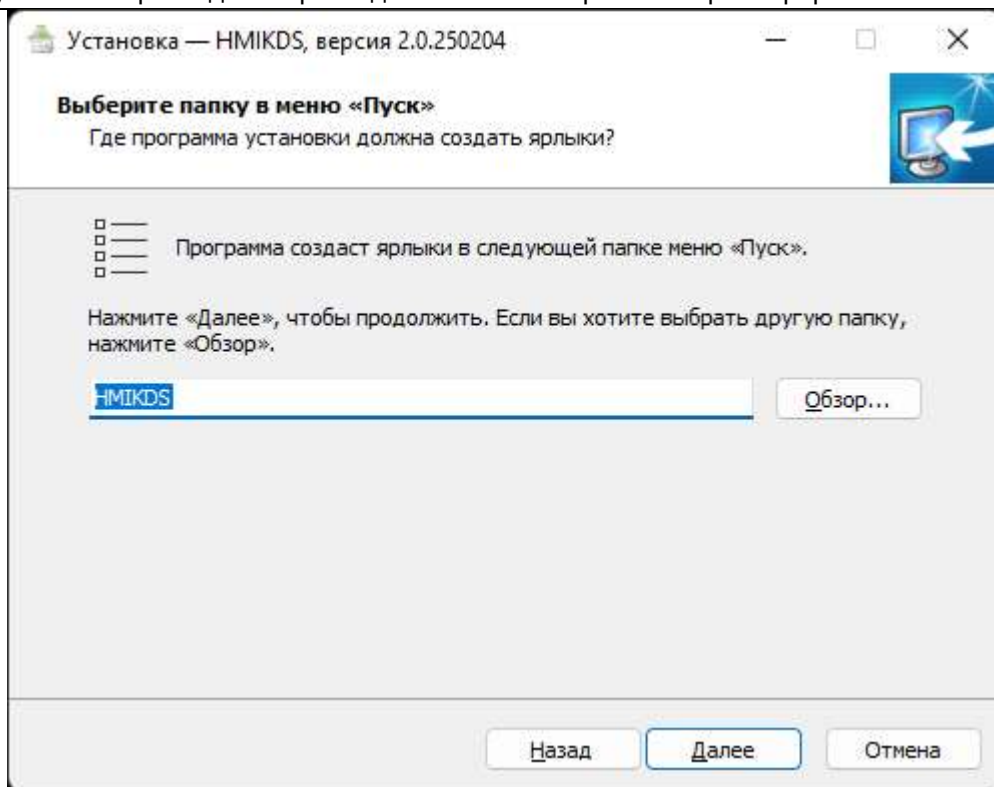 Установка — HMIKDS, версия 2.0.250204
Выберите папку в меню «Пуск»
Где программа установки должна создать ярлыки?
Программа создаст ярлыки в следующей папке меню «Пуск».
Нажмите «Далее», чтобы продолжить. Если вы хотите выбрать другую папку,
нажмите «Обзор».
HMIKDS
Обзор...
Назад
Далее
Отмена